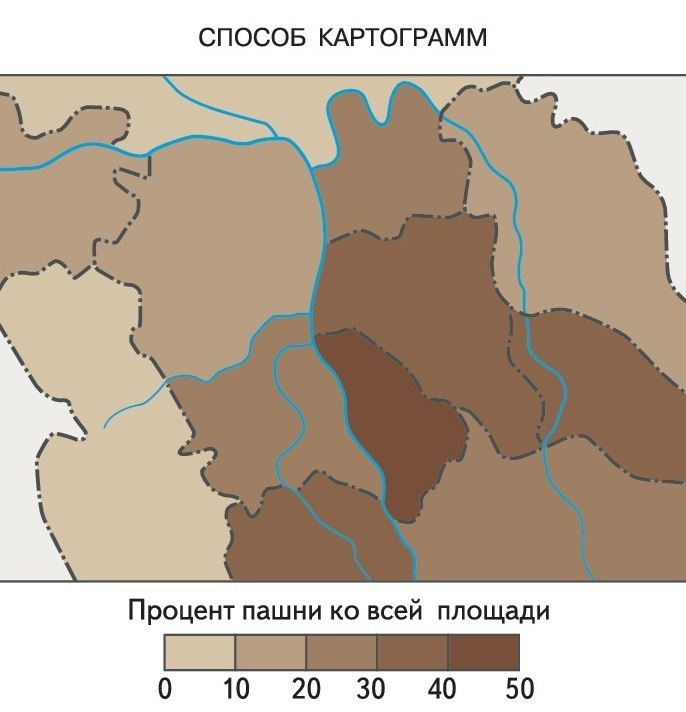 СПОСОБ КАРТОГРАММ
Процент пашни ко всей площади
0 10 20 30 40 50